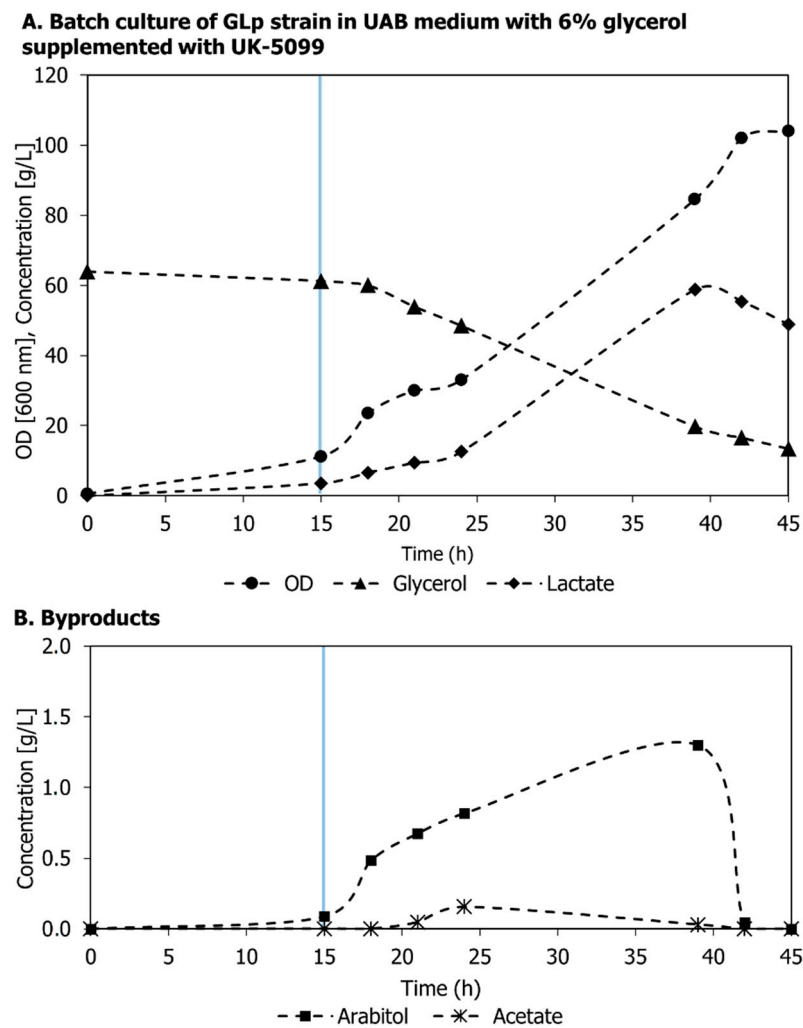 A. Batch culture of GLp strain in UAB medium with 6% glycerol
supplemented with UK-5099
OD [600 nm], Concentration [g/L]
120
100
80
60
40
20
0
0 5 10 15 20 25 30 35 40 45
Time (h)
OD Glycerol Lactate
B. Byproducts
Concentration [g/L]
2.0
1.5
1.0
0.5
0.0
0 5 10 15 20 25 30 35 40 45
Time (h)
Arabitol Acetate